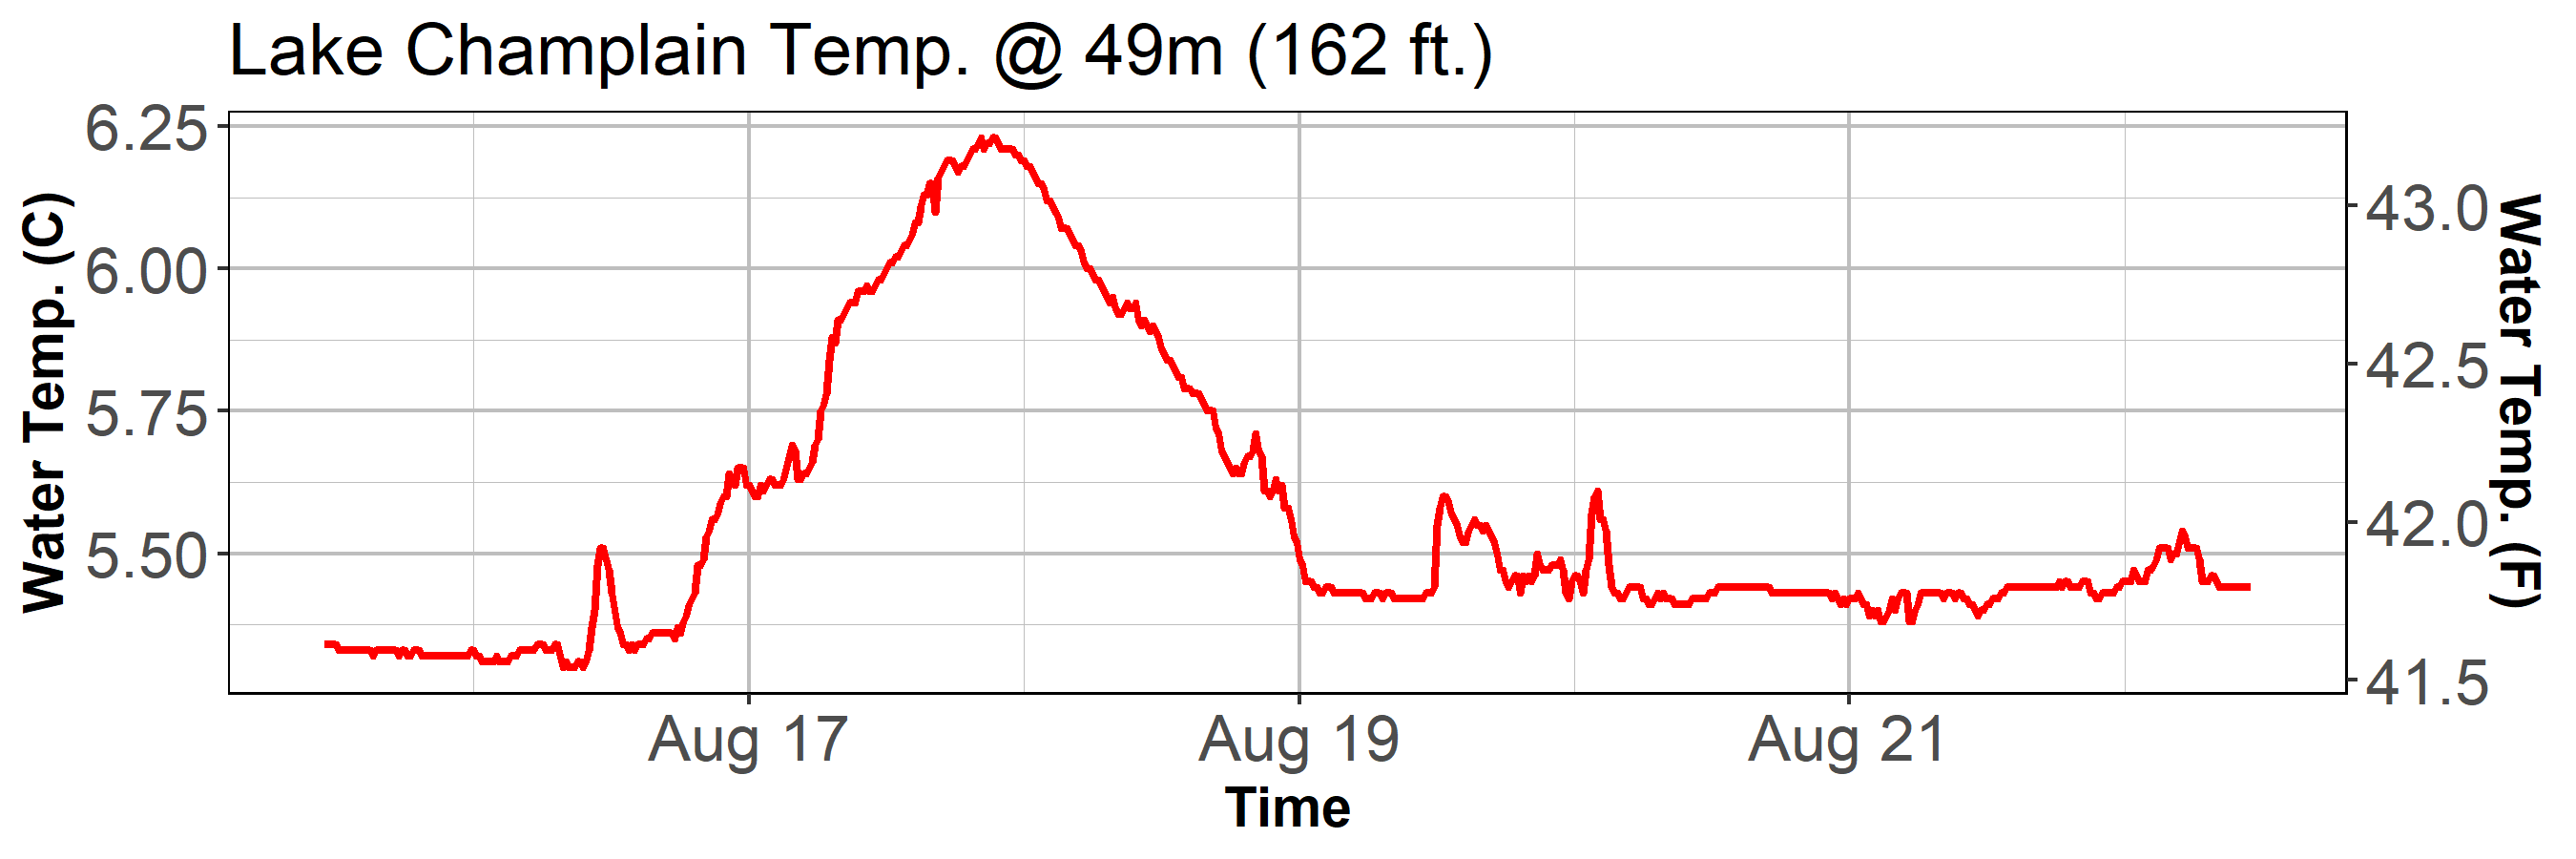 Lake Champlain Temp. @ 49m (162 ft.)
Water Temp. (C)
6.25
6.00
5.75
5.50
43.0
42.5
42.0
41.5
Water Temp. (F)
Aug 17
Aug 19
Aug 21
Time